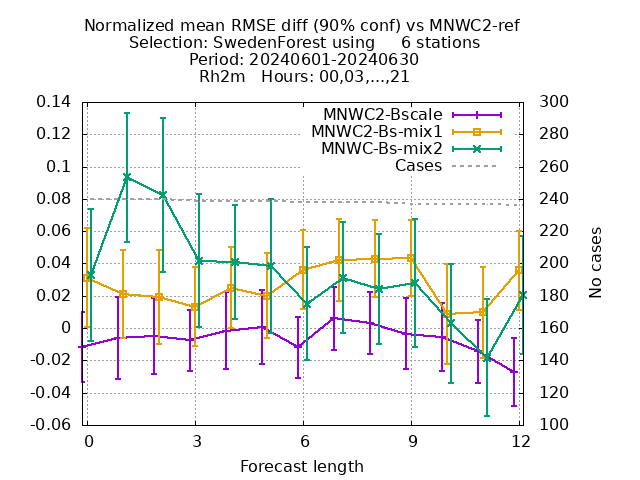 Normalized mean RMSE diff (90% conf) vs MNWC2-ref
Selection: SwedenForest using 6 stations
Period: 20240601-20240630
Rh2m Hours: 00,03,...,21
MNWC2-Bscale
MNWC2-Bs-mix1
MNWC-Bs-mix2
Cases
0.14
0.12
0.1
0.08
0.06
0.04
0.02
0
-0.02
-0.04
-0.06
300
280
260
240
220
200
180
160
140
120
100
No cases
0 3 6 9 12
Forecast length